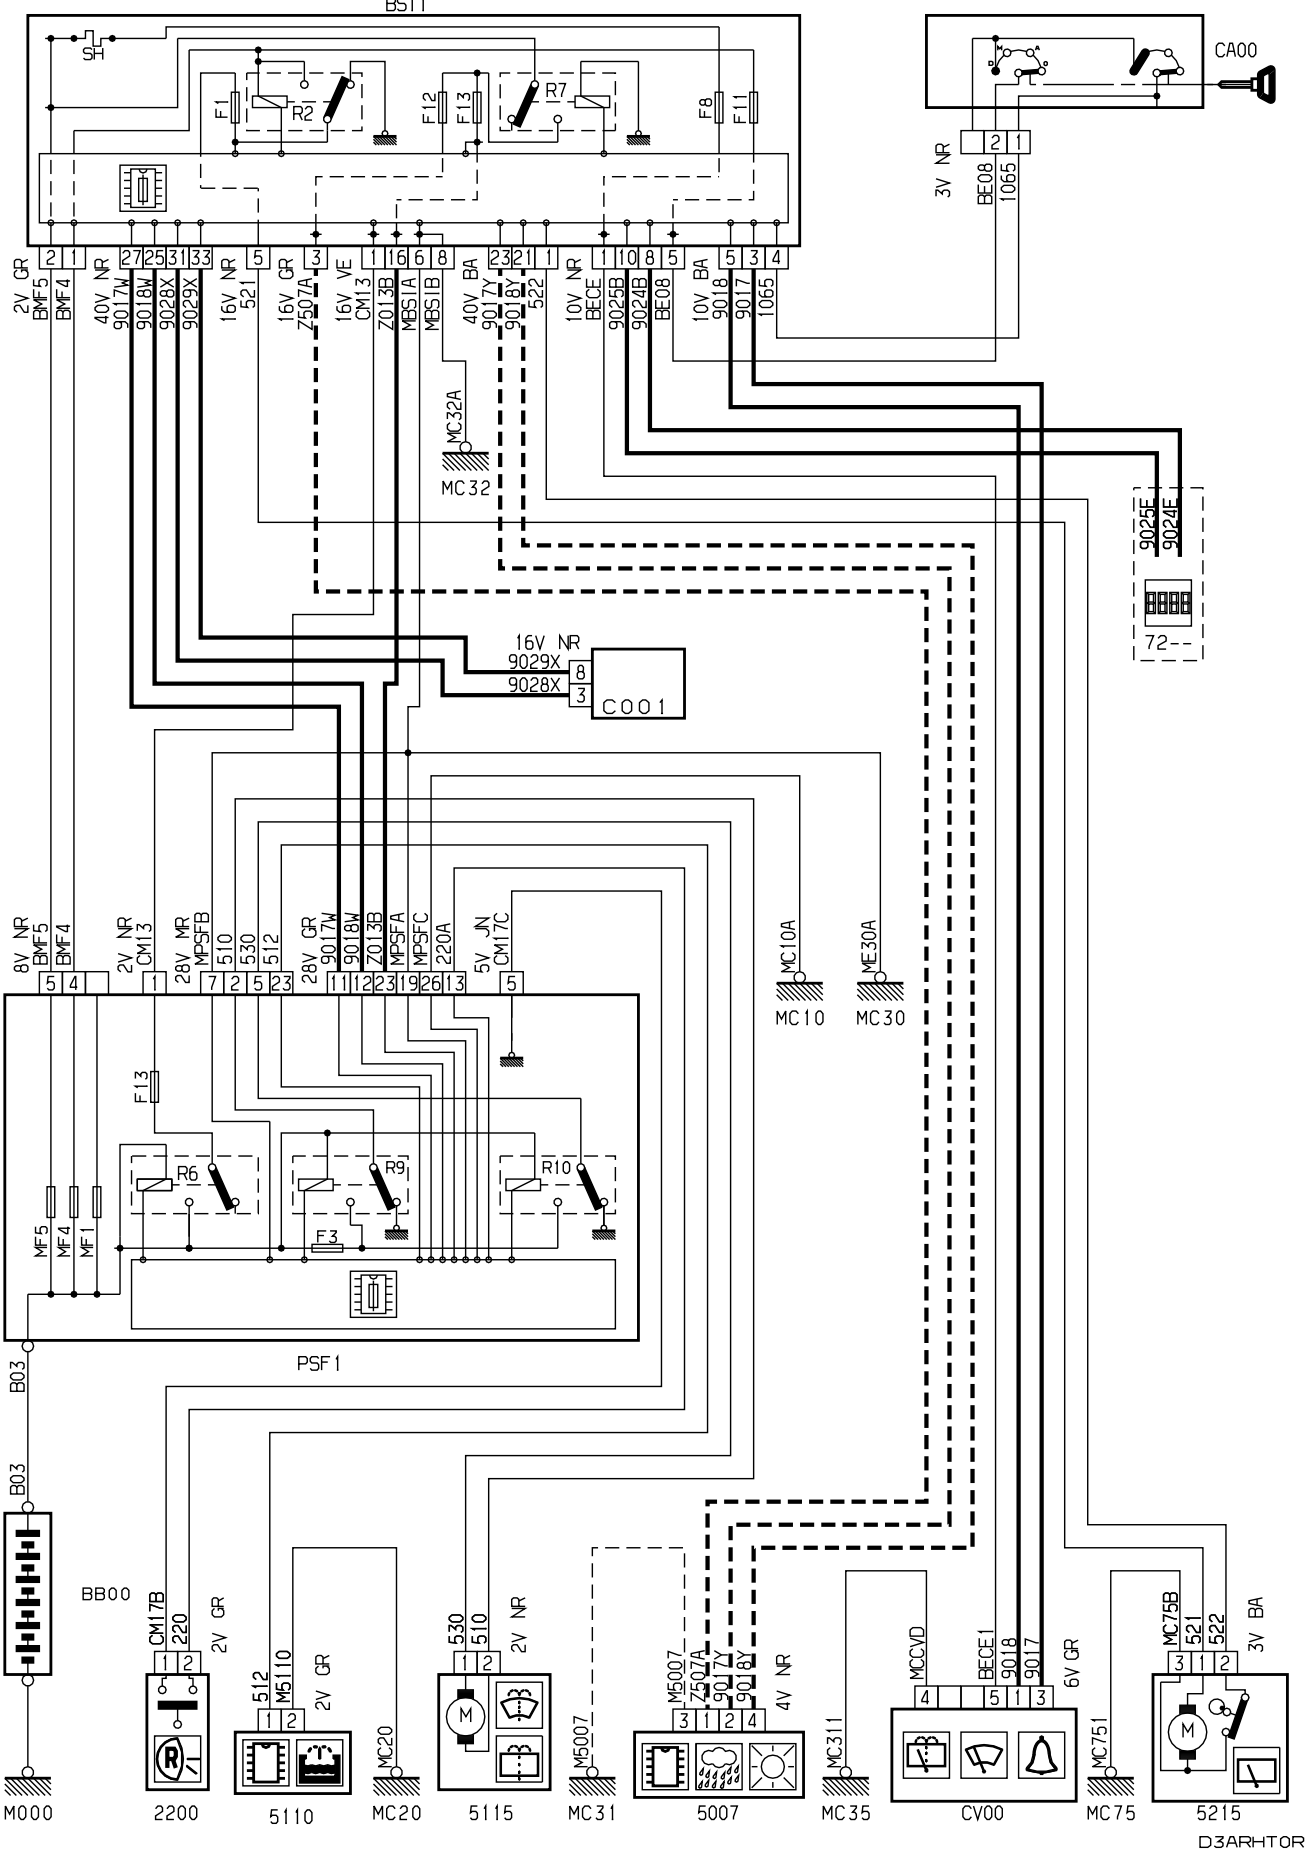 BSI1
SH
F1
R2
F12
F13
R7
F8
F11
CA00
M A
D D
3V NR
2 1
BE08
1065
2 1 27 25 31 33 5 3 1 16 6 8 23 21 1 1 10 8 5 5 3 4
2V GR
BMF5
BMF4
40V NR
9017W
9018W
9028X
9029X
16V NR
521
16V GR
Z507A
16V VE
CM13
Z013B
MBSIA
MBSIB
40V BA
9017Y
9018Y
522
10V NR
BECE
9025B
9024B
BE08
10V BA
9018
9017
1065
MC32A
MC32
9025E
9024E
72--
16V NR
9029X 8
9028X 3
C001
8V NR
BMF5
BMF4
2V NR
CM13
28V MR
MPSFB
510
530
512
28V GR
9017W
9018W
Z013B
MPSFA
MPSFC
220A
5V JN
CM17C
MC10A
MC10
ME30A
MC30
5 4 1 7 2 5 23 11 12 23 19 26 13 5
F13
R6
R9
R10
F3
MF5
MF4
MF1
PSF1
B03
B03
BB00
M000
CM17B
220
2V GR
1 2
R
2200
512
M5110
2V GR
1 2
5110
MC20
MC20
530
510
2V NR
1 2
M
5115
M5007
MC31
M5007
Z507A
9017Y
9018Y
4V NR
3 1 2 4
5007
MC311
MC35
MCCVD
BECE1
9018
9017
6V GR
4 5 1 3
CV00
MC751
MC75
MC75B
521
522
3V BA
3 1 2
M
5215
D3ARHTOR